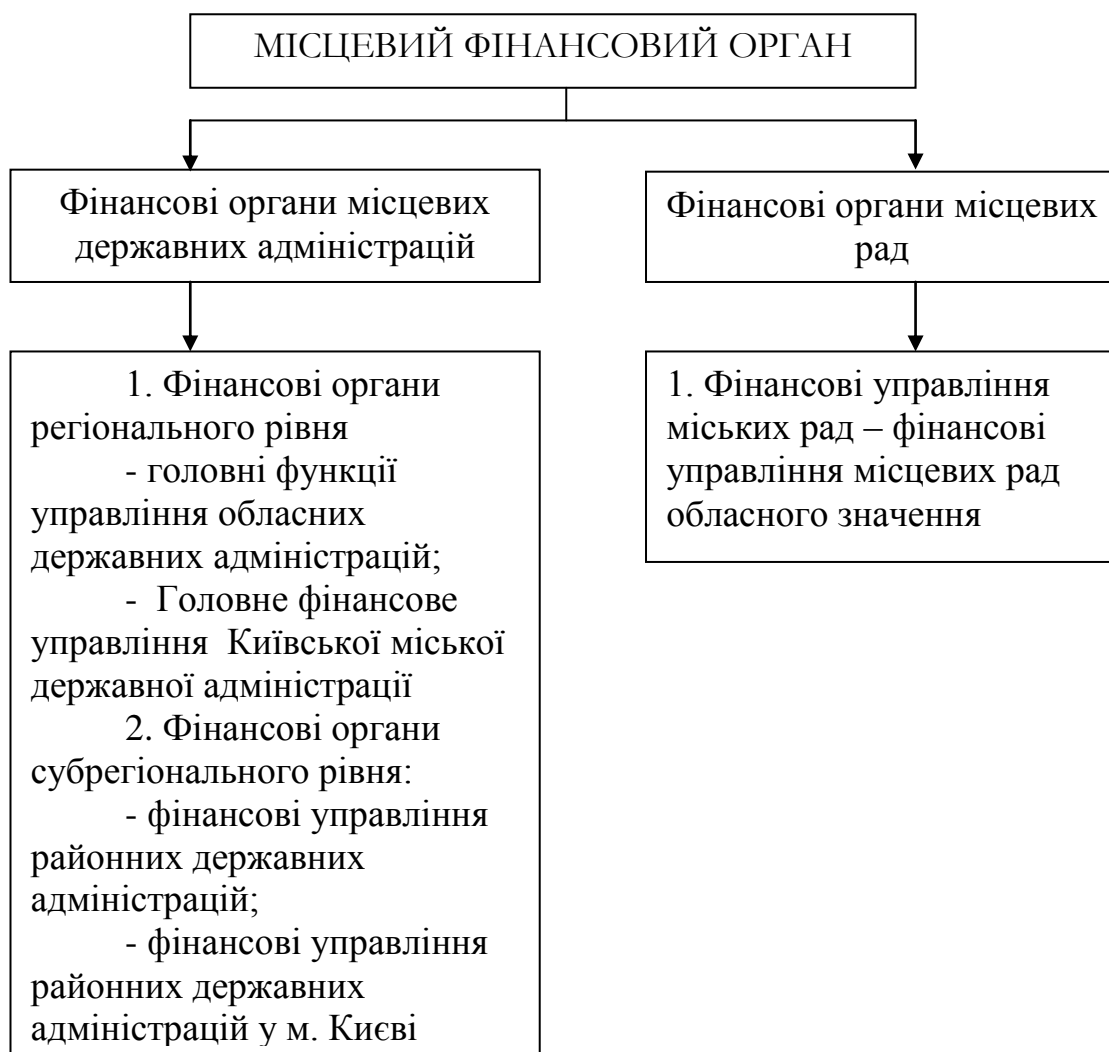 МІСЦЕВИЙ ФІНАНСОВИЙ ОРГАН
Фінансові органи місцевих
державних адміністрацій
Фінансові органи місцевих
рад
1. Фінансові органи
регіонального рівня
- головні функції
управління обласних
державних адміністрацій;
- Головне фінансове
управління Київської міської
державної адміністрації
2. Фінансові органи
субрегіонального рівня:
- фінансові управління
районних державних
адміністрацій;
- фінансові управління
районних державних
адміністрацій у м. Києві
1. Фінансові управління
міських рад – фінансові
управління місцевих рад
обласного значення